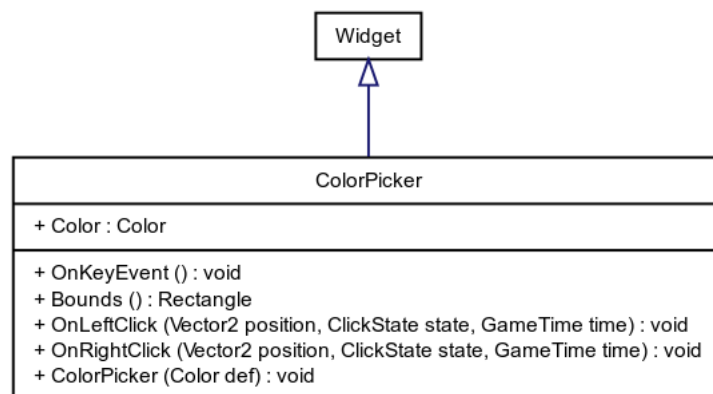 Widget
ColorPicker
+ Color : Color
+ OnKeyEvent () : void
+ Bounds () : Rectangle
+ OnLeftClick (Vector2 position, ClickState state, GameTime time) : void
+ OnRightClick (Vector2 position, ClickState state, GameTime time) : void
+ ColorPicker (Color def) : void